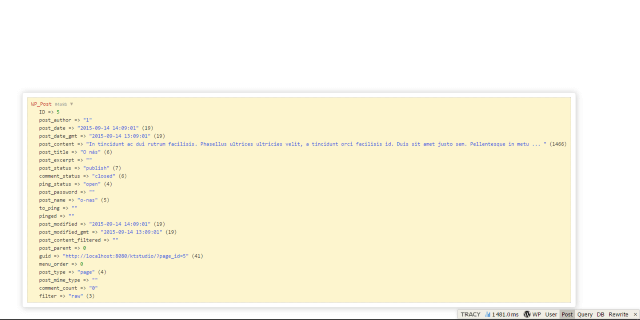 WP_Post #5aab ▼
ID => 5
post_author => "1"
post_date => "2015-09-14 14:09:01" (19)
post_date_gmt => "2015-09-14 13:09:01" (19)
post_content => "In tincidunt ac dui rutrum facilisis. Phasellus ultrices ultricies velit, a tincidunt orci facilisis id. Duis sit amet justo sem. Pellentesque in metu ... " (1466)
post_title => "O nás" (6)
post_excerpt => ""
post_status => "publish" (7)
comment_status => "closed" (6)
ping_status => "open" (4)
post_password => ""
post_name => "o-nas" (5)
to_ping => ""
pinged => ""
post_modified => "2015-09-14 14:09:01" (19)
post_modified_gmt => "2015-09-14 13:09:01" (19)
post_content_filtered => ""
post_parent => 0
guid => "http://localhost:8080/ktstudio/?page_id=5" (41)
menu_order => 0
post_type => "page" (4)
post_mime_type => ""
comment_count => "0"
filter => "raw" (3)
TRACY 1481.0 ms WP User Post Query DB Rewrite ×